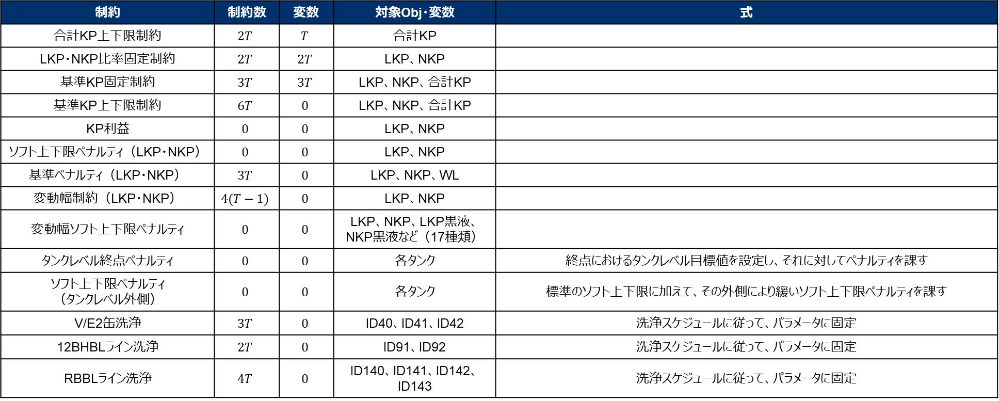 制約 制約数 変数 対象Obj・変数 式
合計KP上下限制約 2T T 合計KP
LKP・NKP比率固定制約 2T 2T LKP、NKP
基準KP固定制約 3T 3T LKP、NKP、合計KP
基準KP上下限制約 6T 0 LKP、NKP、合計KP
KP利益 0 0 LKP、NKP
ソフト上下限ペナルティ（LKP・NKP） 0 0 LKP、NKP
基準ペナルティ（LKP・NKP） 3T 0 LKP、NKP、WL
変動幅制約（LKP・NKP） 4(T − 1) 0 LKP、NKP
変動幅ソフト上下限ペナルティ 0 0 LKP、NKP、LKP黒液、
NKP黒液など（17種類）
タンクレベル終点ペナルティ 0 0 各タンク 終点におけるタンクレベル目標値を設定し、それに対してペナルティを課す
ソフト上下限ペナルティ
（タンクレベル外側） 0 0 各タンク 標準のソフト上下限に加えて、その外側により緩いソフト上下限ペナルティを課す
V/E2缶洗浄 3T 0 ID40、ID41、ID42 洗浄スケジュールに従って、パラメータに固定
12BHBLライン洗浄 2T 0 ID91、ID92 洗浄スケジュールに従って、パラメータに固定
RBBLライン洗浄 4T 0 ID140、ID141、ID142、
ID143 洗浄スケジュールに従って、パラメータに固定